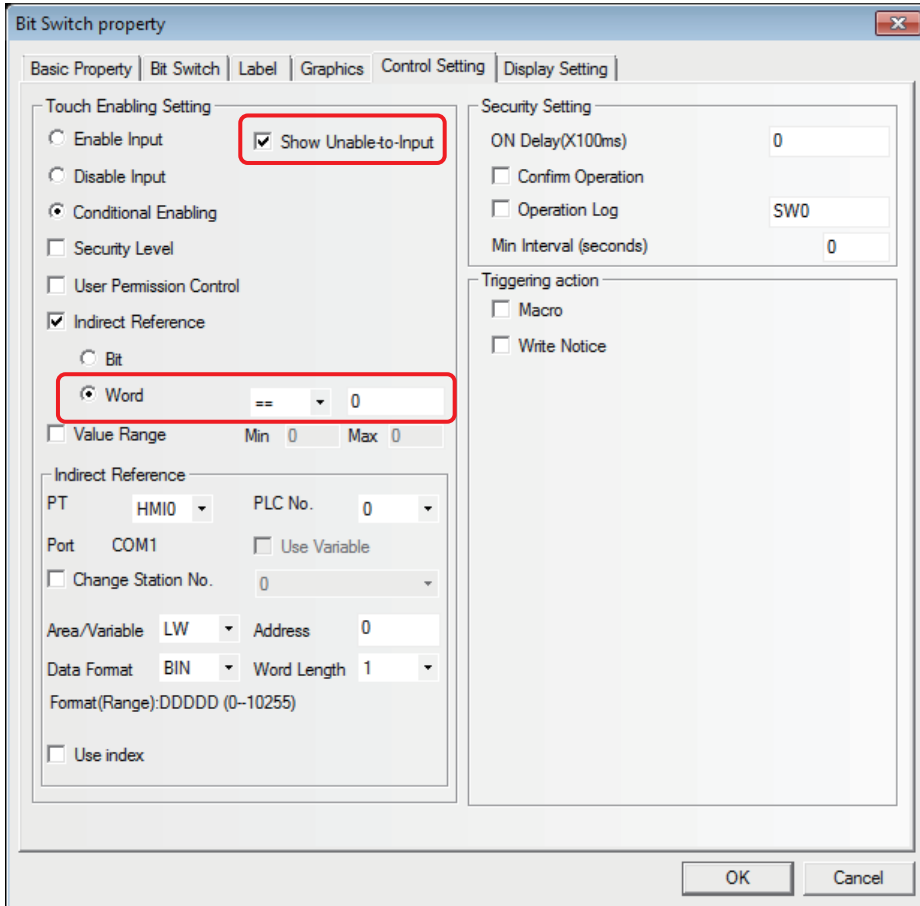 Bit Switch property
Basic Property Bit Switch Label Graphics Control Setting Display Setting
Touch Enabling Setting
Enable Input Show Unable-to-Input
Disable Input
Conditional Enabling
Security Level
User Permission Control
Indirect Reference
Bit
Word == 0
Value Range Min 0 Max 0
Indirect Reference
PT HMI0 PLC No. 0
Port COM1 Use Variable
Change Station No. 0
Area/Variable LW Address 0
Data Format BIN Word Length 1
Format(Range):DDDDD (0--10255)
Use index
Security Setting
ON Delay(X100ms) 0
Confirm Operation
Operation Log SW0
Min Interval (seconds) 0
Triggering action
Macro
Write Notice
OK Cancel